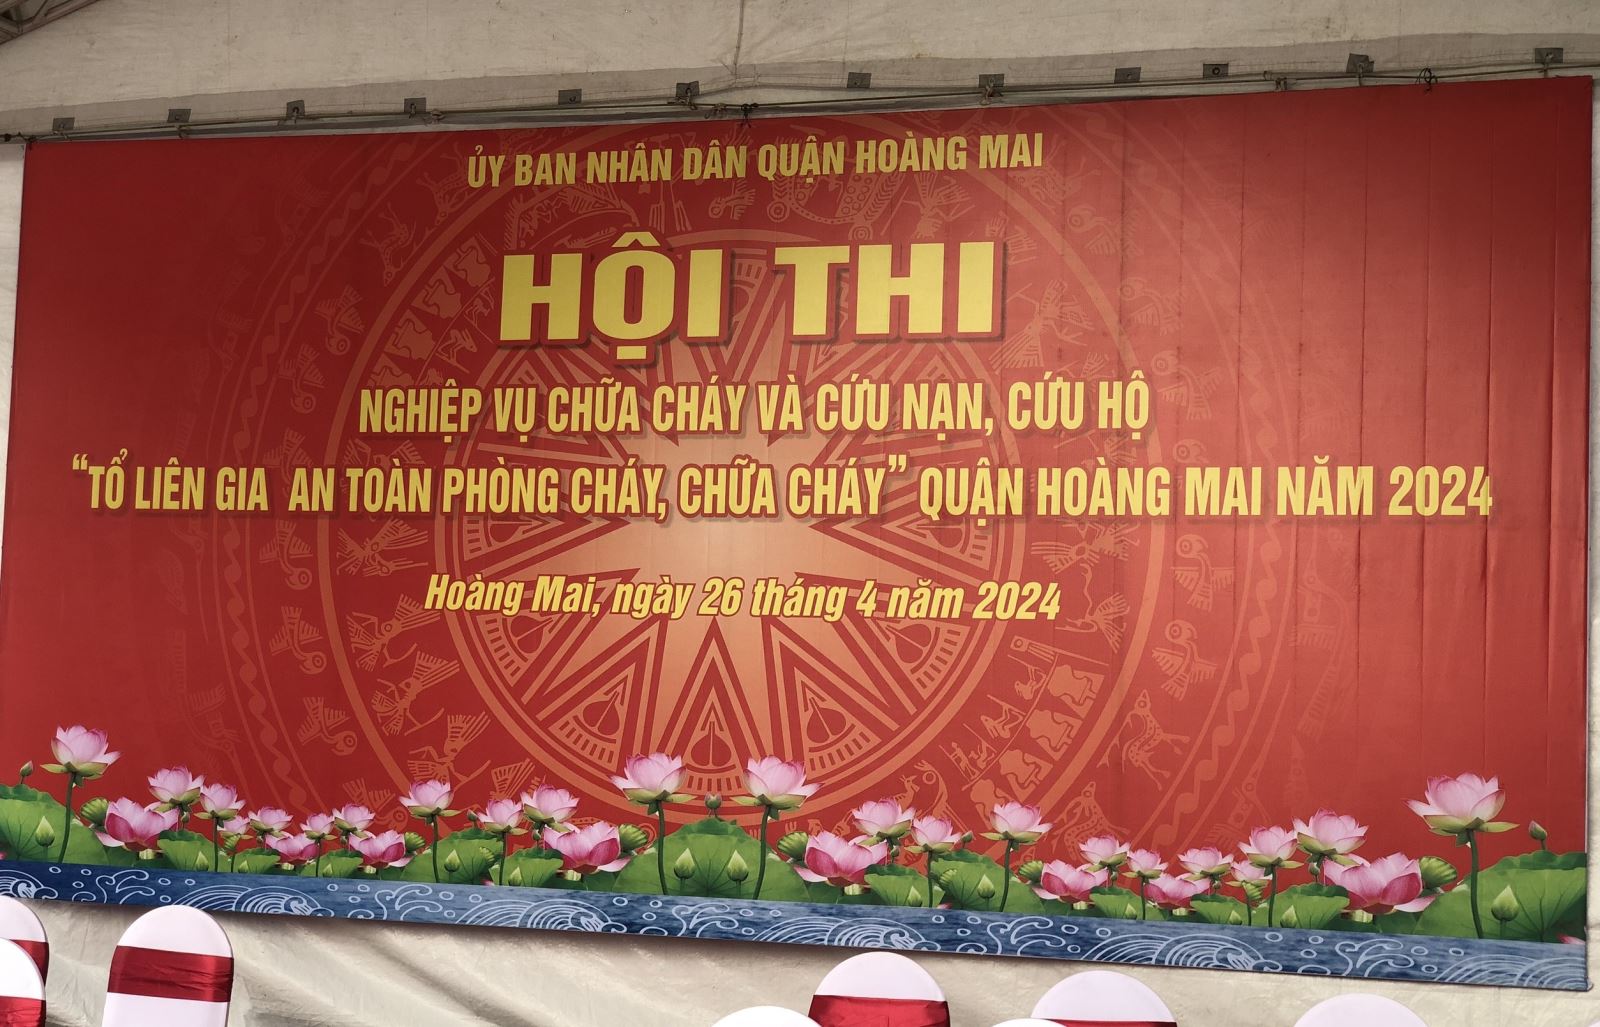 ỦY BAN NHÂN DÂN QUẬN HOÀNG MAI
HỘI THI
NGHIỆP VỤ CHỮA CHÁY VÀ CỨU NẠN, CỨU HỘ
“TỔ LIÊN GIA AN TOÀN PHÒNG CHÁY, CHỮA CHÁY” QUẬN HOÀNG MAI NĂM 2024
Hoàng Mai, ngày 26 tháng 4 năm 2024